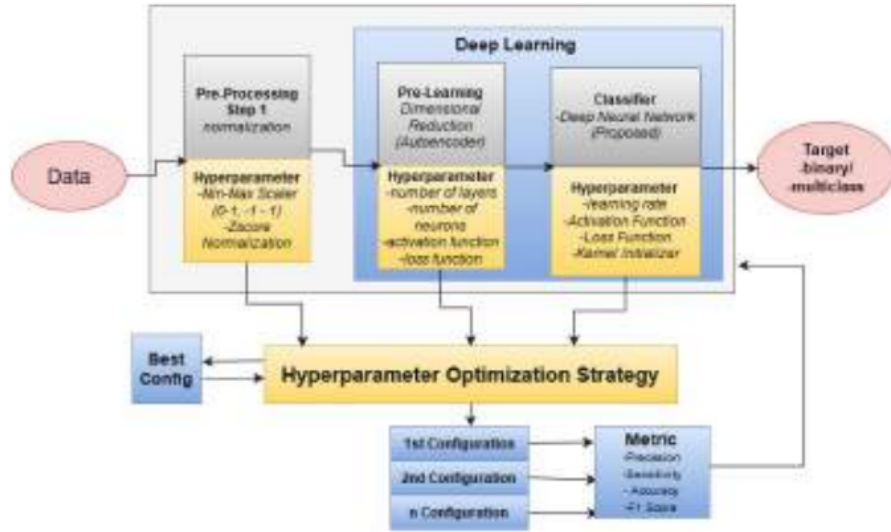 Deep Learning
Pre-Processing
Step 1
normalization
Hyperparameter
-Min-Max Scaler
(0-1, -1 - 1)
-Zscore
Normalization
Pre-Learning
Dimensional
Reduction
(Autoencoder)
Hyperparameter
-number of layers
-number of
neurons
-activation function
-loss function
Classifier
-Deep Neural Network
(Proposed)
Hyperparameter
-learning rate
-Activation Function
- Loss Function
-Kernel Initializer
Data
Target
-binary/
-multiclass
Best
Config
Hyperparameter Optimization Strategy
1st Configuration
2nd Configuration
n Configuration
Metric
-Precision
-Sensitivity
- Accuracy
-F1 Score